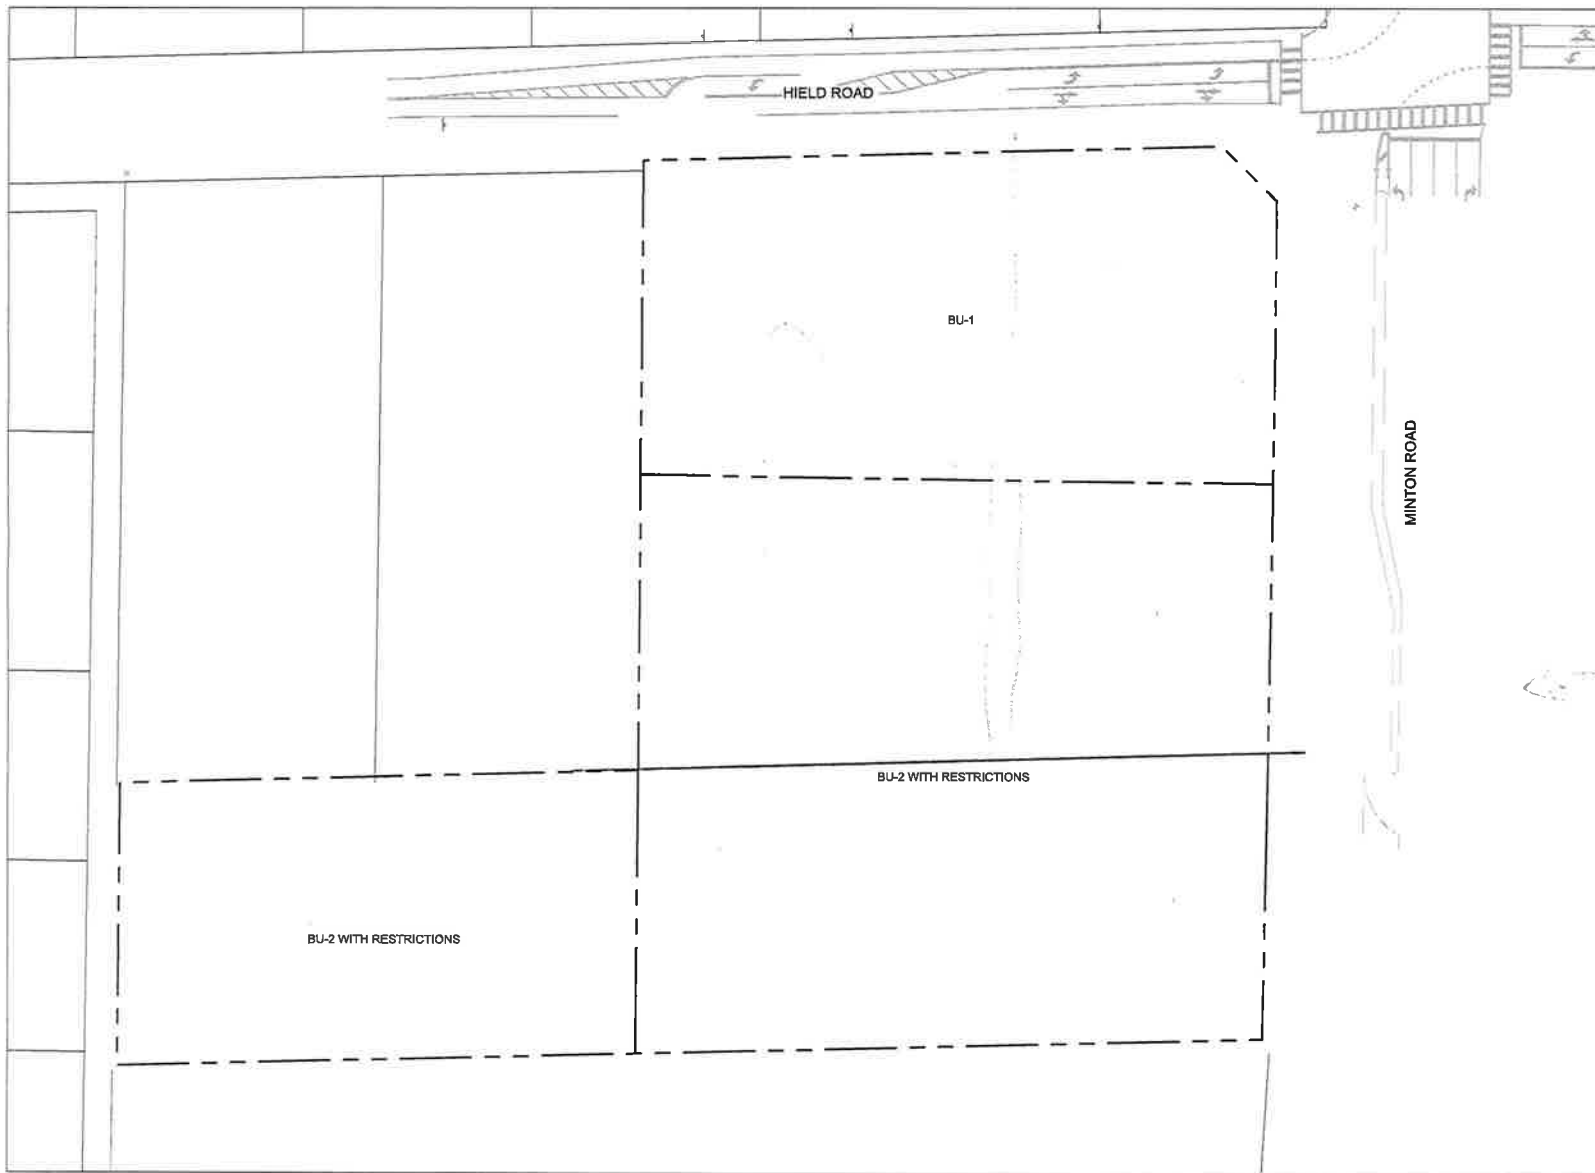 HIELD ROAD
BU-1
MINTON ROAD
BU-2 WITH RESTRICTIONS
BU-2 WITH RESTRICTIONS